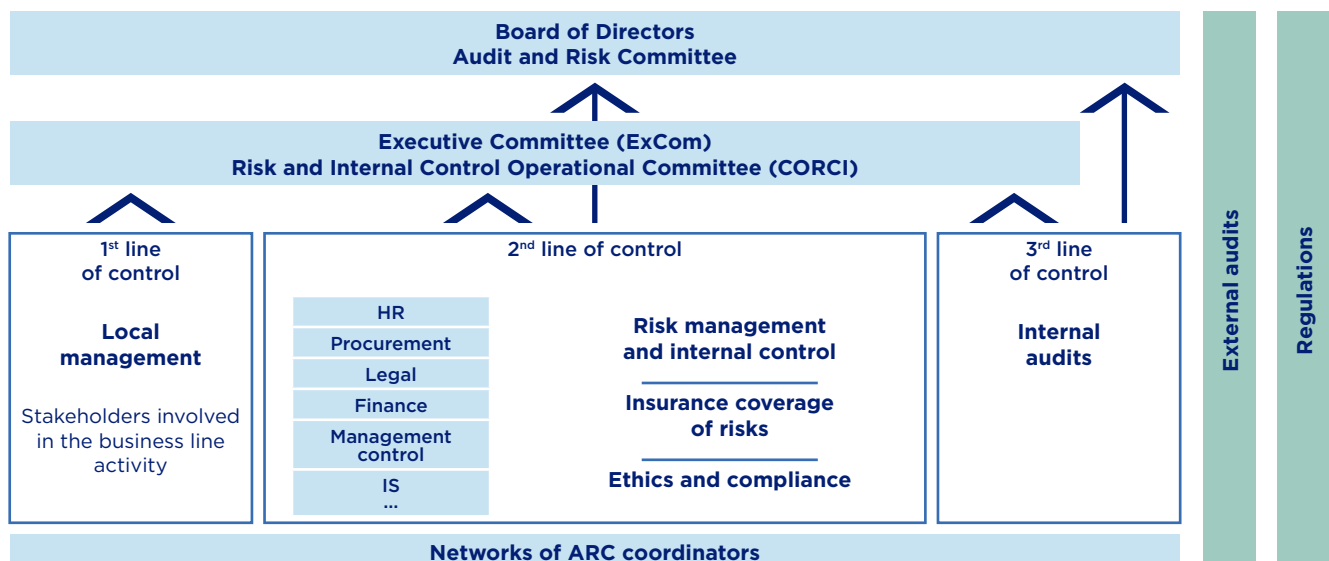 Board of Directors
Audit and Risk Committee
Executive Committee (ExCom)
Risk and Internal Control Operational Committee (CORCI)
1st line
of control
Local
management
Stakeholders involved
in the business line
activity
2nd line of control
HR
Procurement
Legal
Finance
Management
control
IS
...
Risk management
and internal control
Insurance coverage
of risks
Ethics and compliance
3rd line
of control
Internal
audits
Networks of ARC coordinators
External audits
Regulations